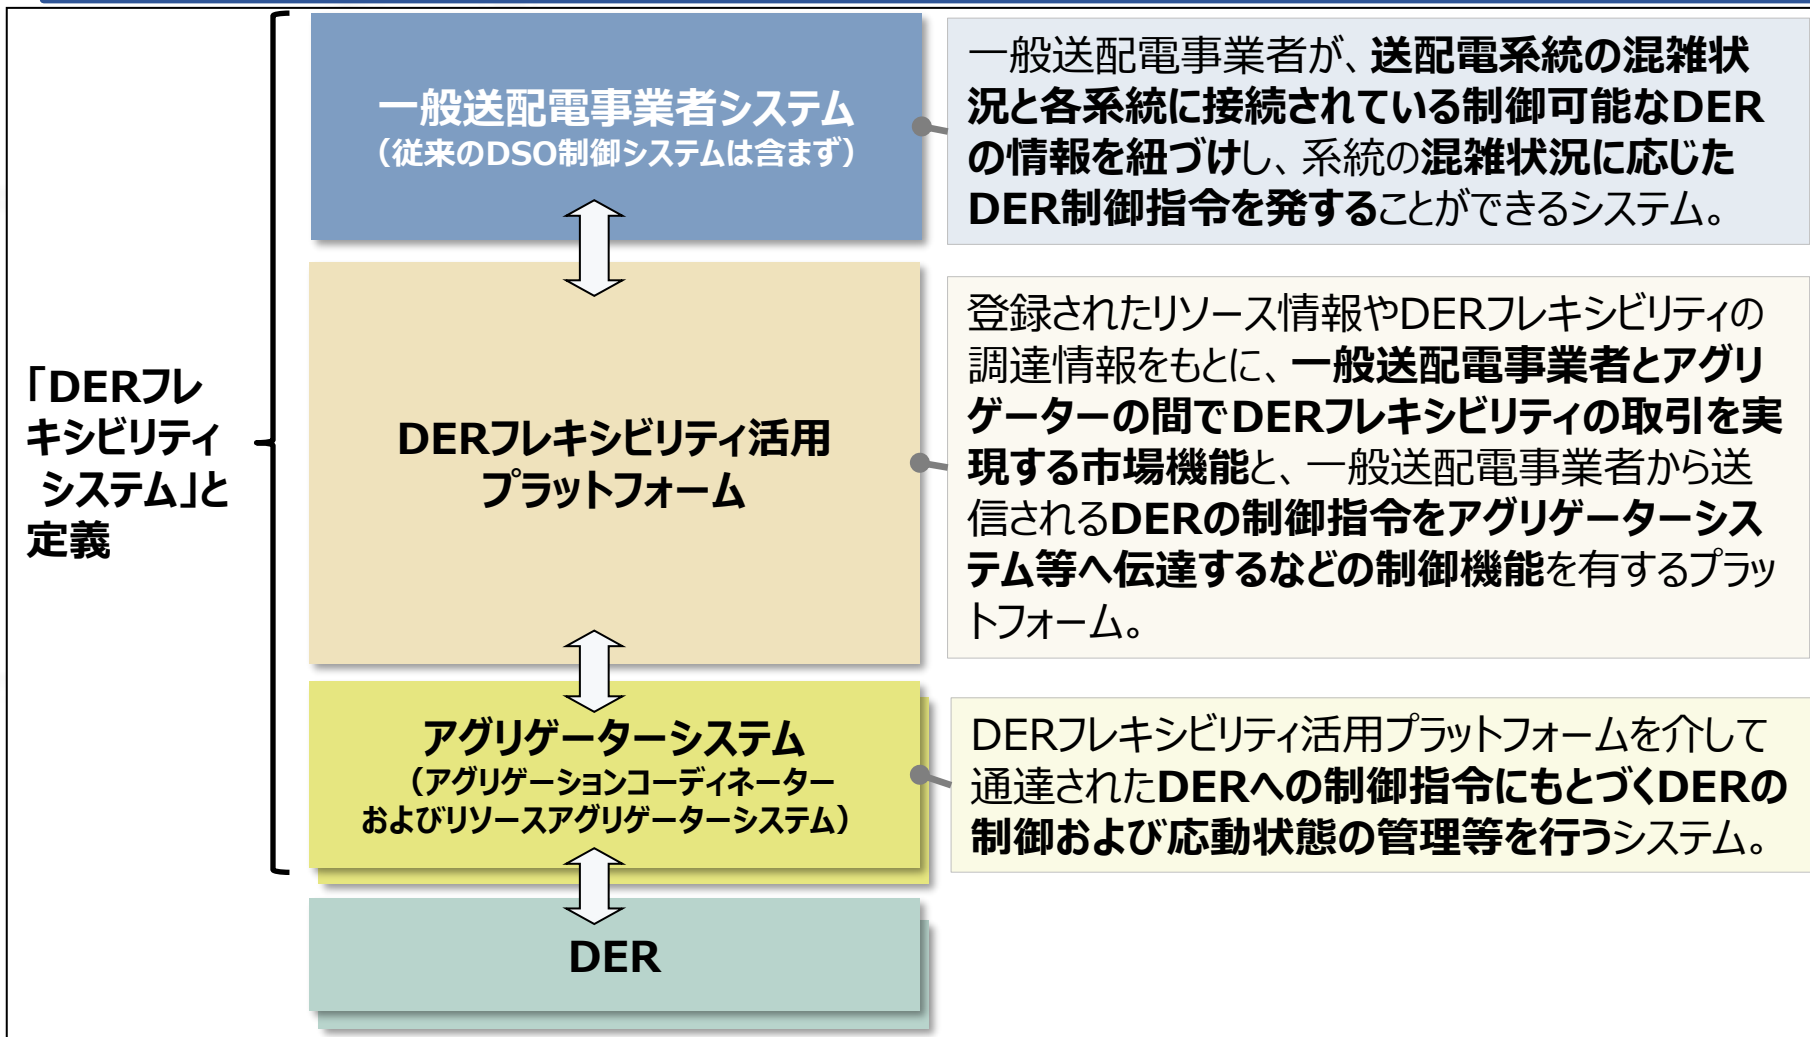 「DERフレ
キシビリティ
システム」と
定義
一般送配電事業者システム
（従来のDSO制御システムは含まず）
一般送配電事業者が、送配電系統の混雑状
況と各系統に接続されている制御可能なDER
の情報を紐づけし、系統の混雑状況に応じた
DER制御指令を発することができるシステム。
DERフレキシビリティ活用
プラットフォーム
登録されたリソース情報やDERフレキシビリティの
調達情報をもとに、一般送配電事業者とアグリ
ゲーターの間でDERフレキシビリティの取引を実
現する市場機能と、一般送配電事業者から送
信されるDERの制御指令をアグリゲーターシス
テム等へ伝達するなどの制御機能を有するプラッ
トフォーム。
アグリゲーターシステム
（アグリゲーションコーディネーター
およびリソースアグリゲーターシステム）
DERフレキシビリティ活用プラットフォームを介して
通達されたDERへの制御指令にもとづくDERの
制御および応動状態の管理等を行うシステム。
DER